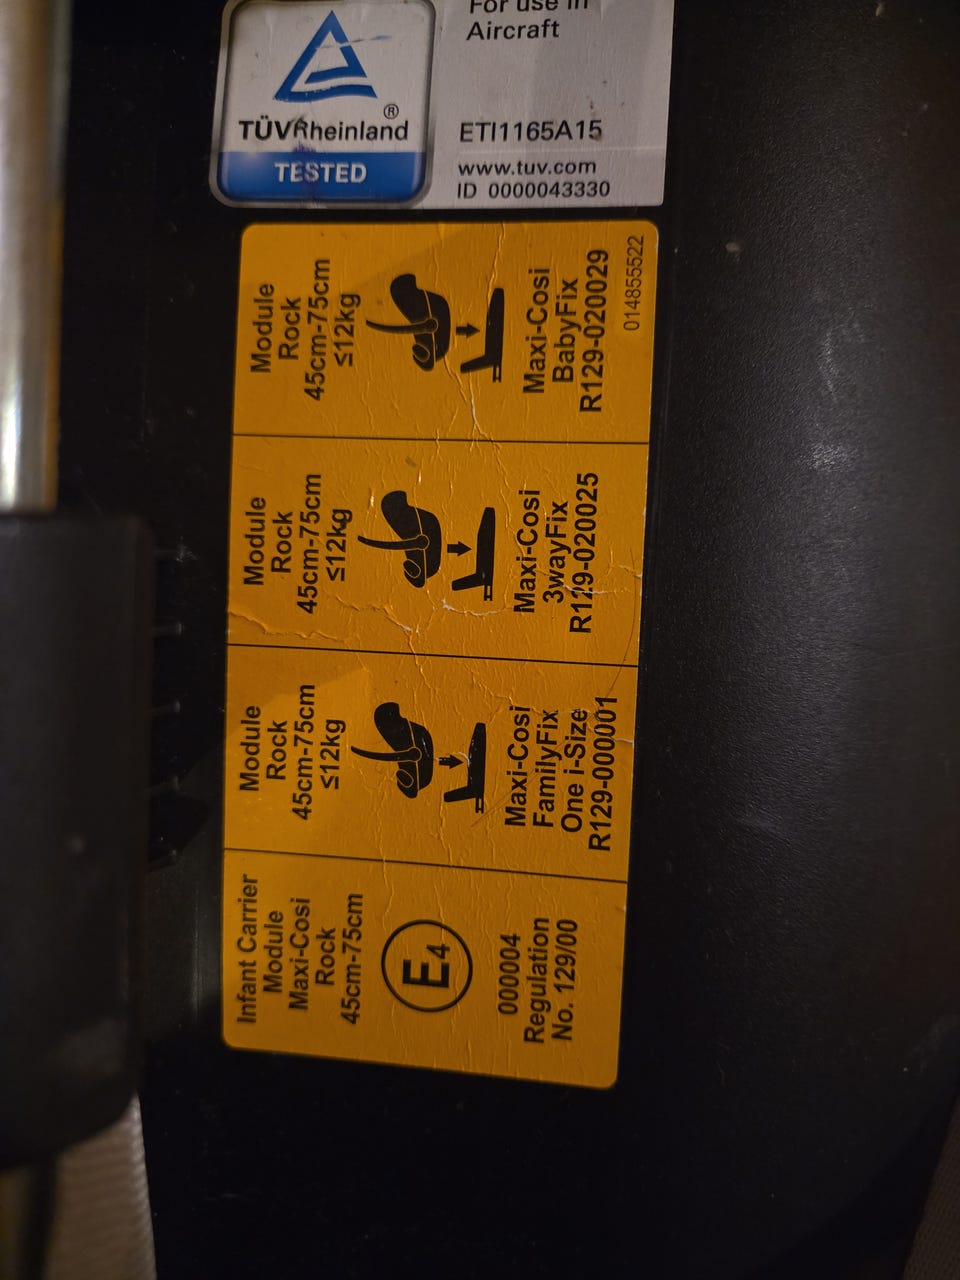 For use in
Aircraft
TÜVRheinland®
TESTED
ETI1165A15
www.tuv.com
ID 0000043330
Infant Carrier
Module
Maxi-Cosi
Rock
45cm-75cm
E4
000004
Regulation
No. 129/00
Module
Rock
45cm-75cm
≤12kg
Maxi-Cosi
FamilyFix
One i-Size
R129-000001
Module
Rock
45cm-75cm
≤12kg
Maxi-Cosi
3wayFix
R129-020025
Module
Rock
45cm-75cm
≤12kg
Maxi-Cosi
BabyFix
R129-020029
014855522